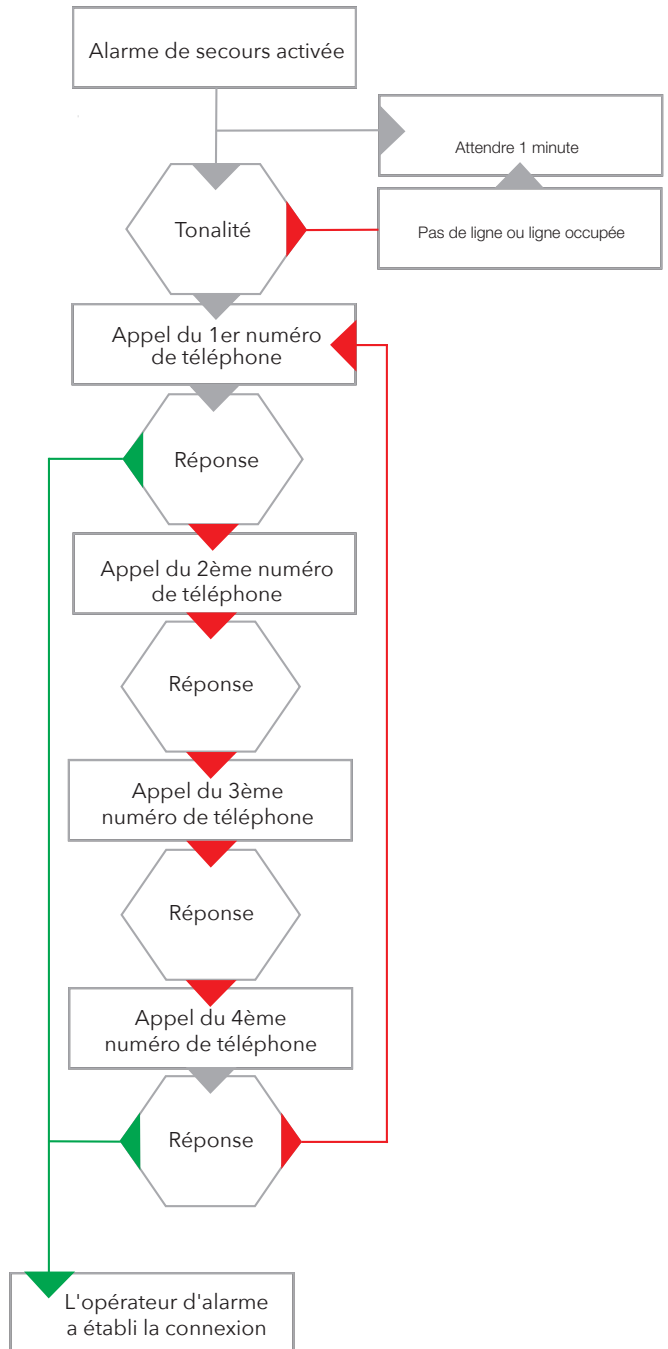 Alarme de secours activée
Attendre 1 minute
Tonalité
Pas de ligne ou ligne occupée
Appel du 1er numéro
de téléphone
Réponse
Appel du 2ème numéro
de téléphone
Réponse
Appel du 3ème
numéro de téléphone
Réponse
Appel du 4ème
numéro de téléphone
Réponse
L'opérateur d'alarme
a établi la connexion